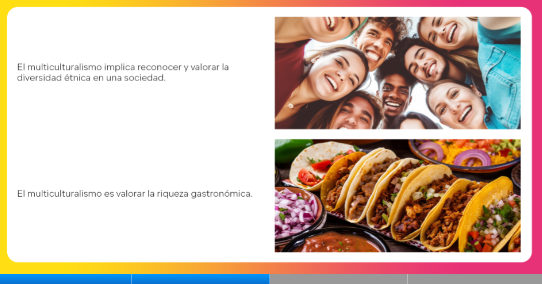 El multiculturalismo implica reconocer y valorar la
diversidad étnica en una sociedad.
El multiculturalismo es valorar la riqueza gastronómica.